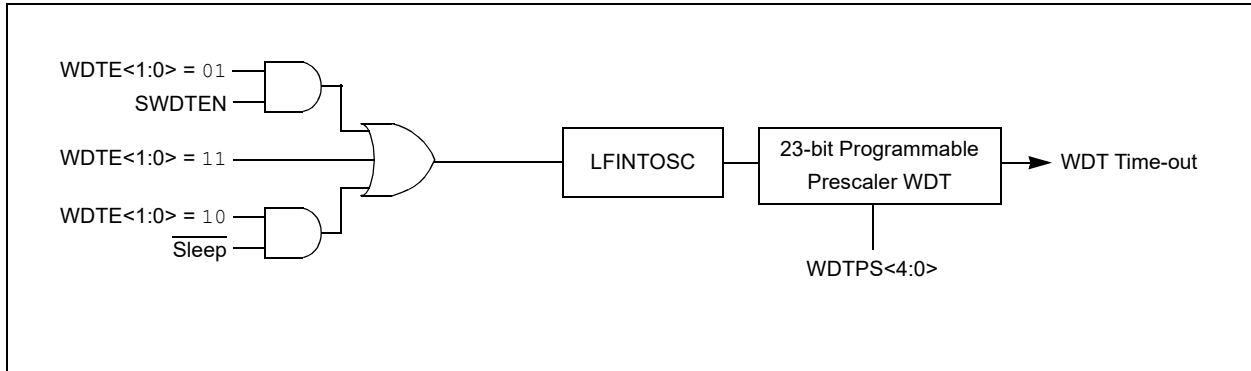 WDTE<1:0> = 01
SWDTEN
WDTE<1:0> = 11
WDTE<1:0> = 10
Sleep
LFINTOSC
23-bit Programmable
Prescaler WDT
WDT Time-out
WDTPS<4:0>